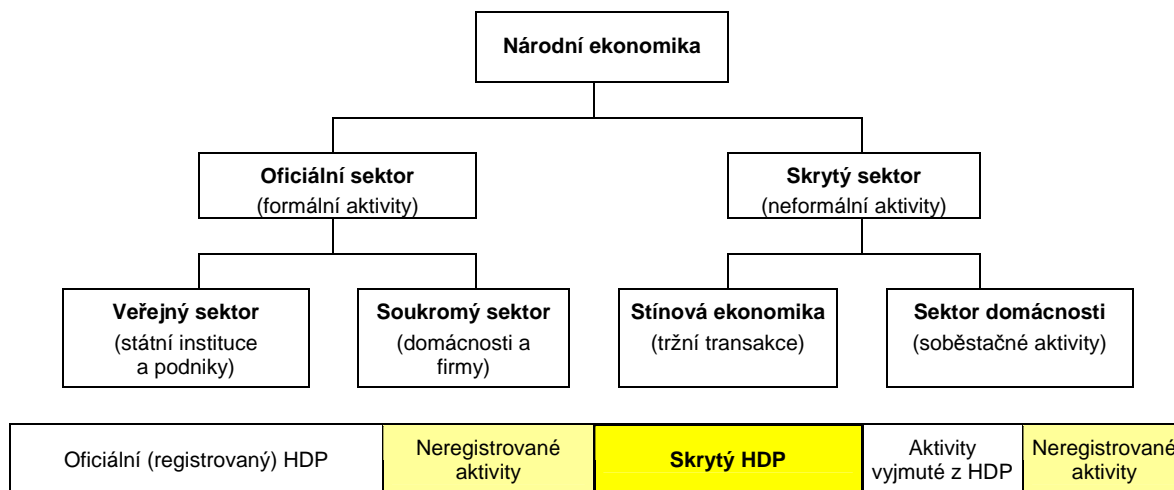 Národní ekonomika
Oficiální sektor
(formální aktivity)
Skrytý sektor
(neformální aktivity)
Veřejný sektor
(státní instituce
a podniky)
Soukromý sektor
(domácnosti a
firmy)
Stínová ekonomika
(tržní transakce)
Sektor domácnosti
(soběstačné aktivity)
Oficiální (registrovaný) HDP
Neregistrované
aktivity
Skrytý HDP
Aktivity
vyjmuté z HDP
Neregistrované
aktivity